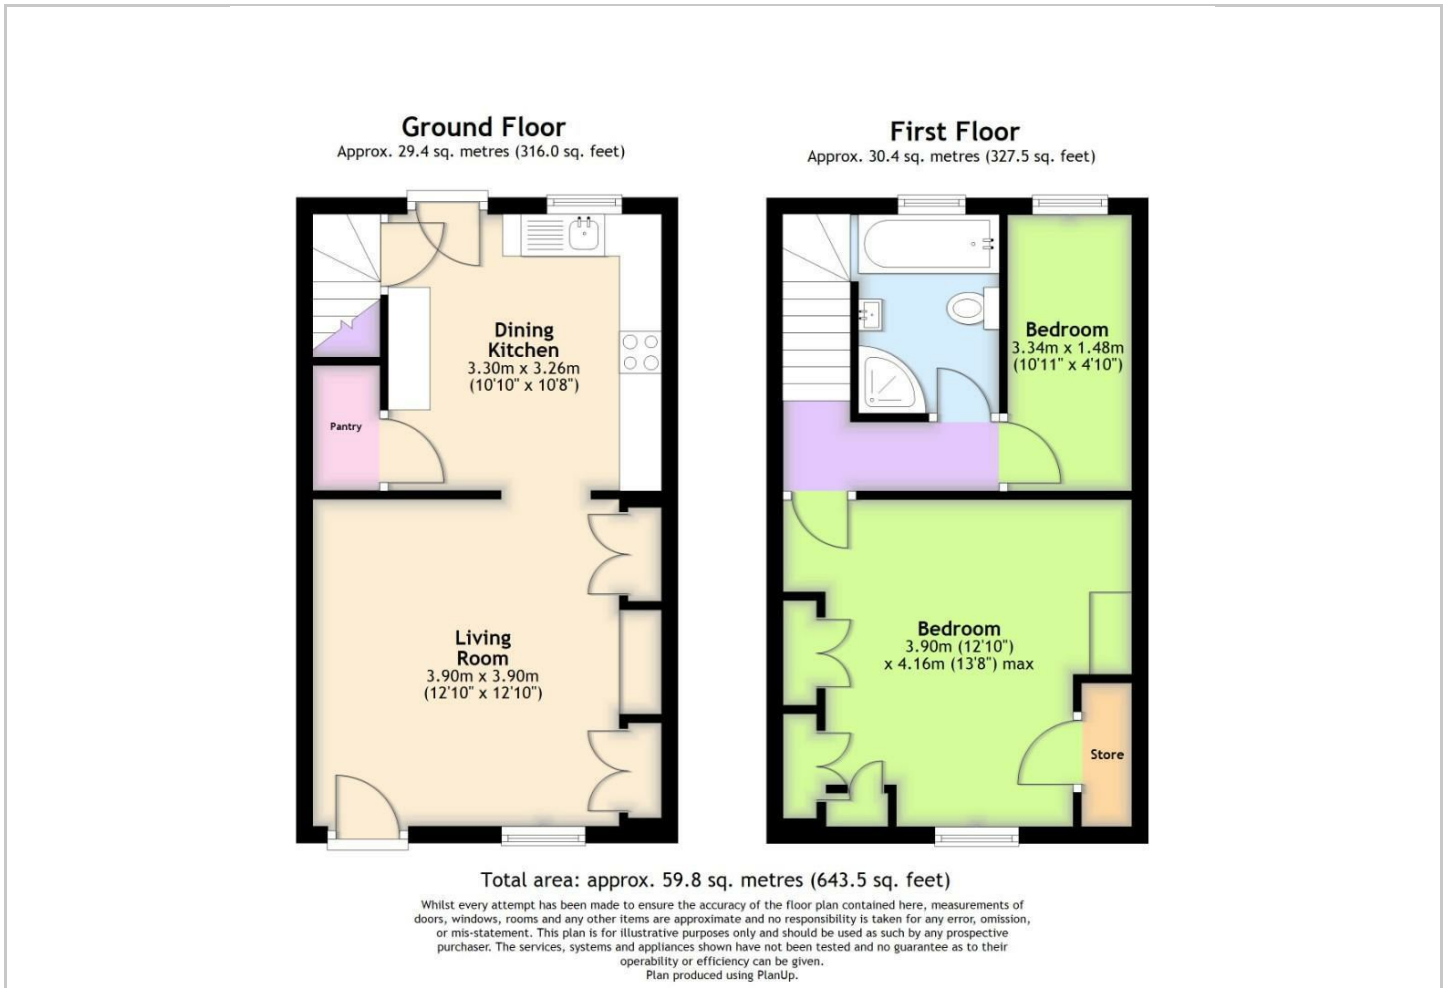 Ground Floor
Approx. 29.4 sq. metres (316.0 sq. feet)
Dining
Kitchen
3.30m x 3.26m
(10'10" x 10'8")
Pantry
Living
Room
3.90m x 3.90m
(12'10" x 12'10")
First Floor
Approx. 30.4 sq. metres (327.5 sq. feet)
Bedroom
3.34m x 1.48m
(10'11" x 4'10")
Bedroom
3.90m (12'10")
x 4.16m (13'8") max
Store
Total area: approx. 59.8 sq. metres (643.5 sq. feet)
Whilst every attempt has been made to ensure the accuracy of the floor plan contained here, measurements of
doors, windows, rooms and any other items are approximate and no responsibility is taken for any error, omission,
or mis-statement. This plan is for illustrative purposes only and should be used as such by any prospective
purchaser. The services, systems and appliances shown have not been tested and no guarantee as to their
operability or efficiency can be given.
Plan produced using PlanUp.